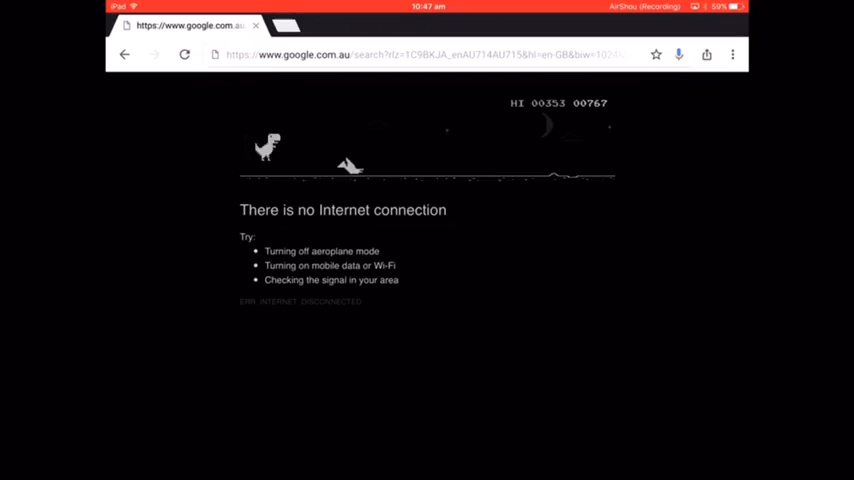 iPad 10:47 am AirShou (Recording) 59%
https://www.google.com.au
https://www.google.com.au/search?rlz=1C9BKJA_enAU714AU715&hl=en-GB&biw=1024
HI 00353 00767
There is no Internet connection
Try:
Turning off aeroplane mode
Turning on mobile data or Wi-Fi
Checking the signal in your area
ERR_INTERNET_DISCONNECTED